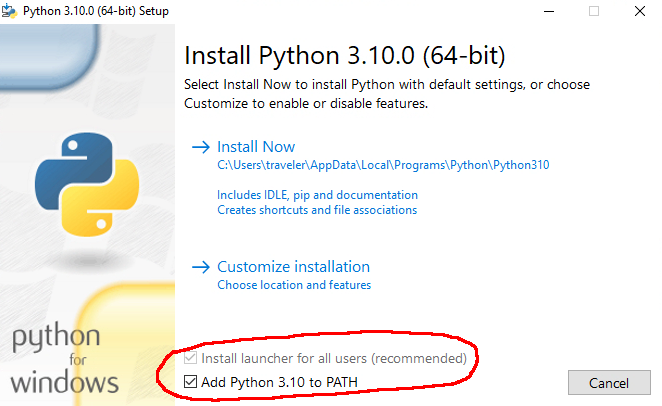 Python 3.10.0 (64-bit) Setup
Install Python 3.10.0 (64-bit)
Select Install Now to install Python with default settings, or choose
Customize to enable or disable features.
Install Now
C:\Users\traveler\AppData\Local\Programs\Python\Python310
Includes IDLE, pip and documentation
Creates shortcuts and file associations
Customize installation
Choose location and features
python
for
windows
Install launcher for all users (recommended)
Add Python 3.10 to PATH
Cancel